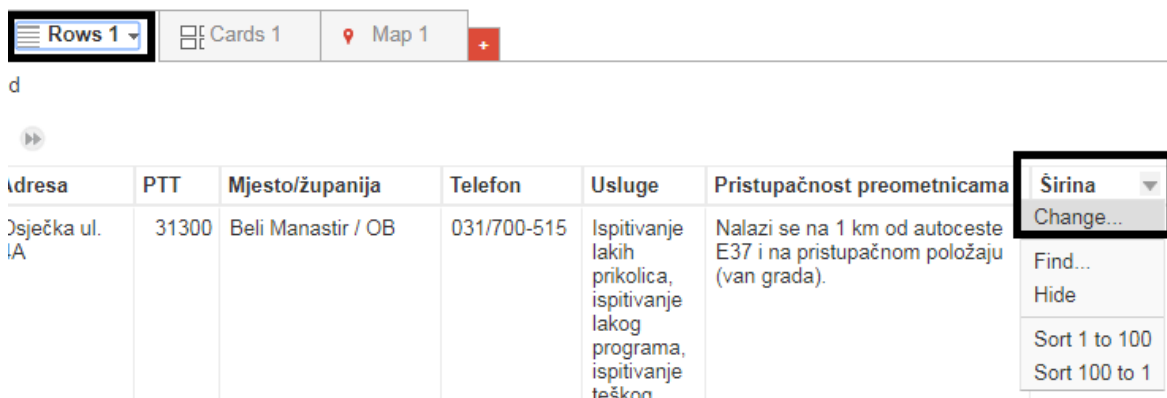 Rows 1 Cards 1 Map 1 +
d
Adresa PTT Mjesto/županija Telefon Usluge Pristupačnost preometnicama Širina
Osječka ul. 31300 Beli Manastir / OB 031/700-515 Ispitivanje Nalazi se na 1 km od autoceste Change...
4A lakih E37 i na pristupačnom položaju
prikolica, (van grada). Find...
ispitivanje Hide
lakog
programa, Sort 1 to 100
ispitivanje Sort 100 to 1
teškog